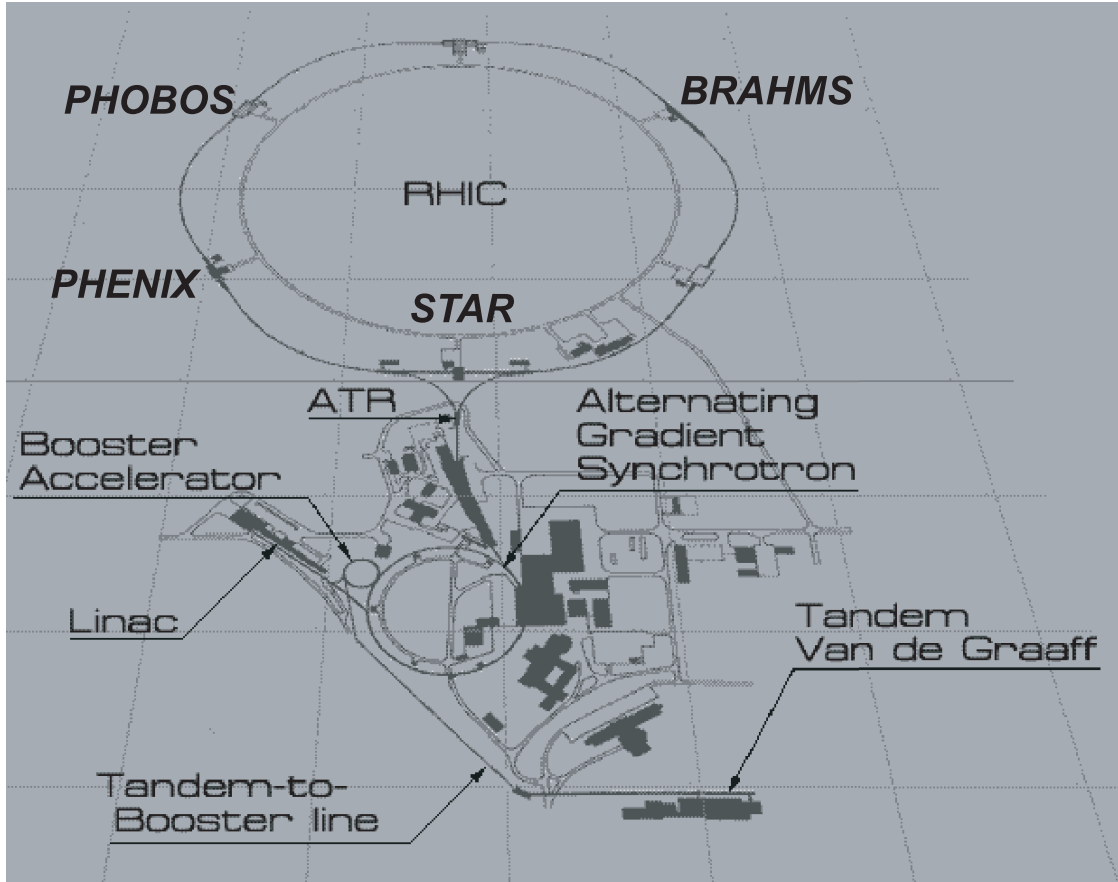 PHOBOS
BRAHMS
RHIC
PHENIX
STAR
ATR
Alternating
Gradient
Synchrotron
Booster
Accelerator
Linac
Tandem
Van de Graaff
Tandem-to-
Booster line